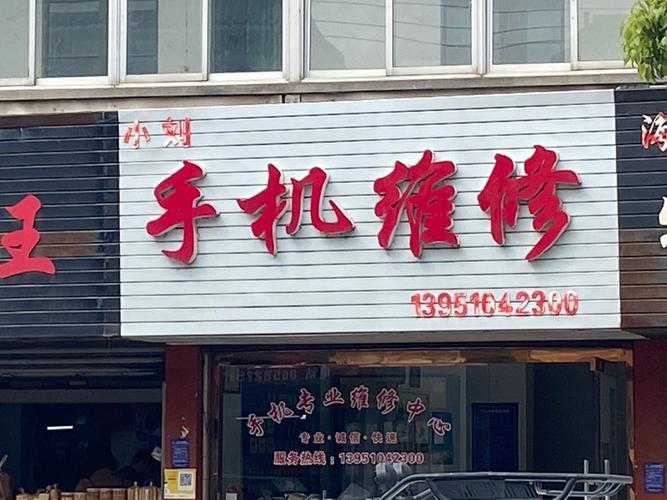 小刘
手机维修
13951042300
王
手机专业维修中心
专业·诚信·快速
服务热线：13951042300